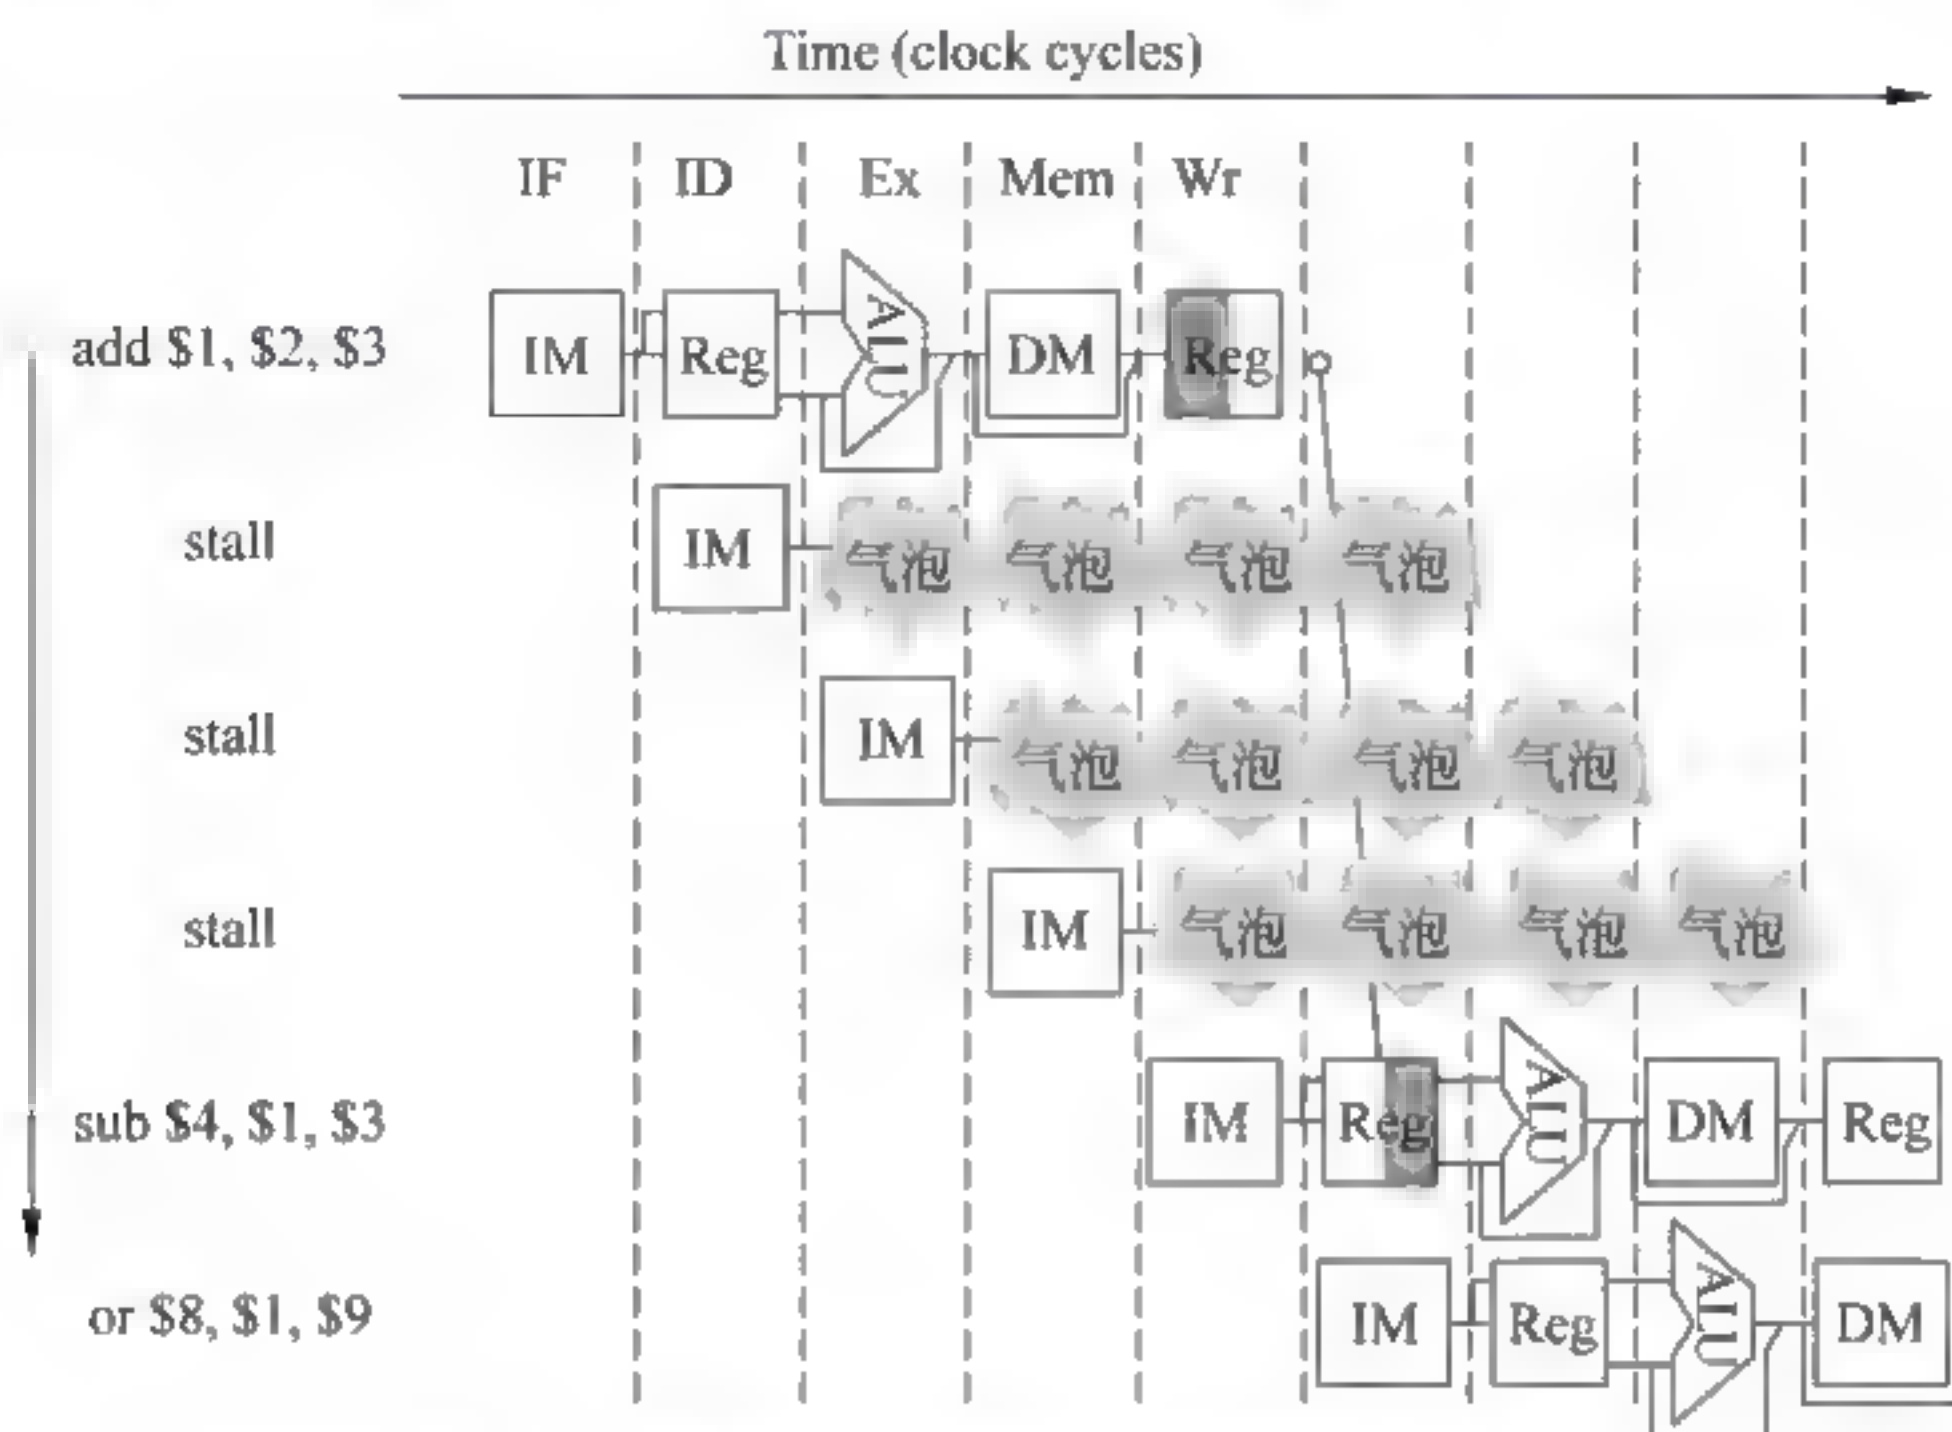 Time (clock cycles)
IF ID Ex Mem Wr
add $1, $2, $3 IM Reg ALU DM Reg
stall IM 气泡 气泡 气泡 气泡
stall IM 气泡 气泡 气泡 气泡
stall IM 气泡 气泡 气泡 气泡
sub $4, $1, $3 IM Reg ALU DM Reg
or $8, $1, $9 IM Reg ALU DM